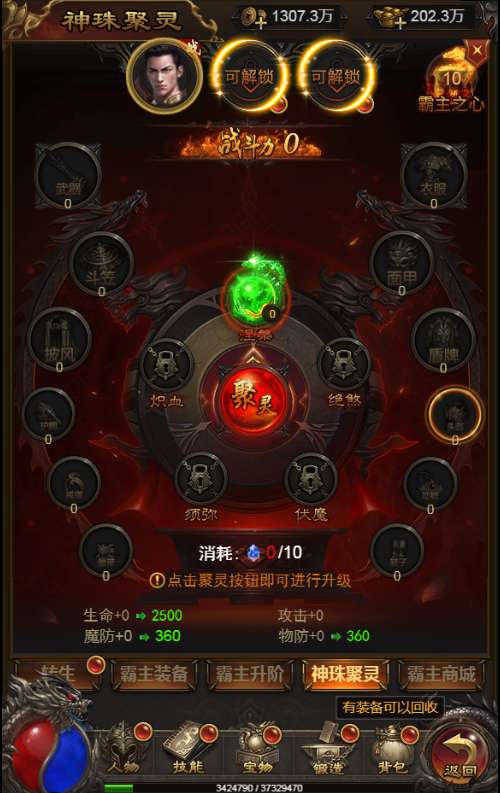 神珠聚灵 1307.3万 202.3万
战 可解锁 可解锁 10
霸主之心
战斗力0
武器 0 衣服 0
斗笠 0 面甲 0
披风 0 盾牌 0
0 涅槃
炽血 聚灵 绝煞
护腕 0 0
0 0
须弥 伏魔
0 0
消耗: 0/10
点击聚灵按钮即可进行升级
生命+0 2500 攻击+0
魔防+0 360 物防+0 360
转生 霸主装备 霸主升阶 神珠聚灵 霸主商城
有装备可以回收
人物 技能 宝物 锻造 背包 返回
3424790 / 37329470